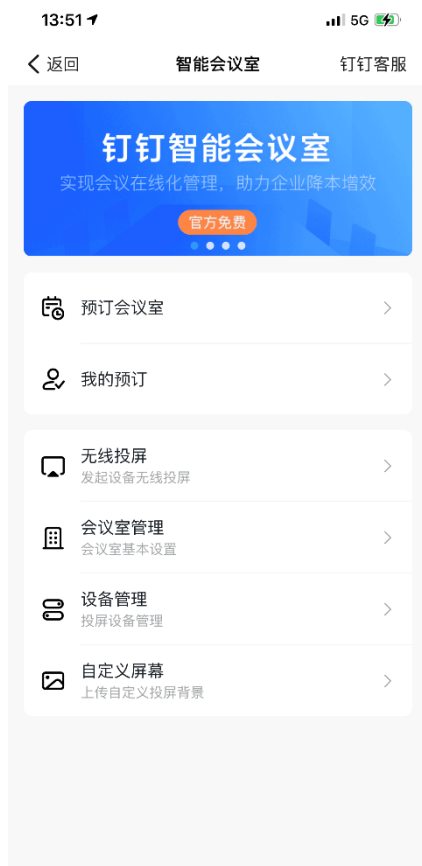 13:51
5G
返回
智能会议室
钉钉客服
钉钉智能会议室
实现会议在线化管理，助力企业降本增效
官方免费
预订会议室
我的预订
无线投屏
发起设备无线投屏
会议室管理
会议室基本设置
设备管理
投屏设备管理
自定义屏幕
上传自定义投屏背景